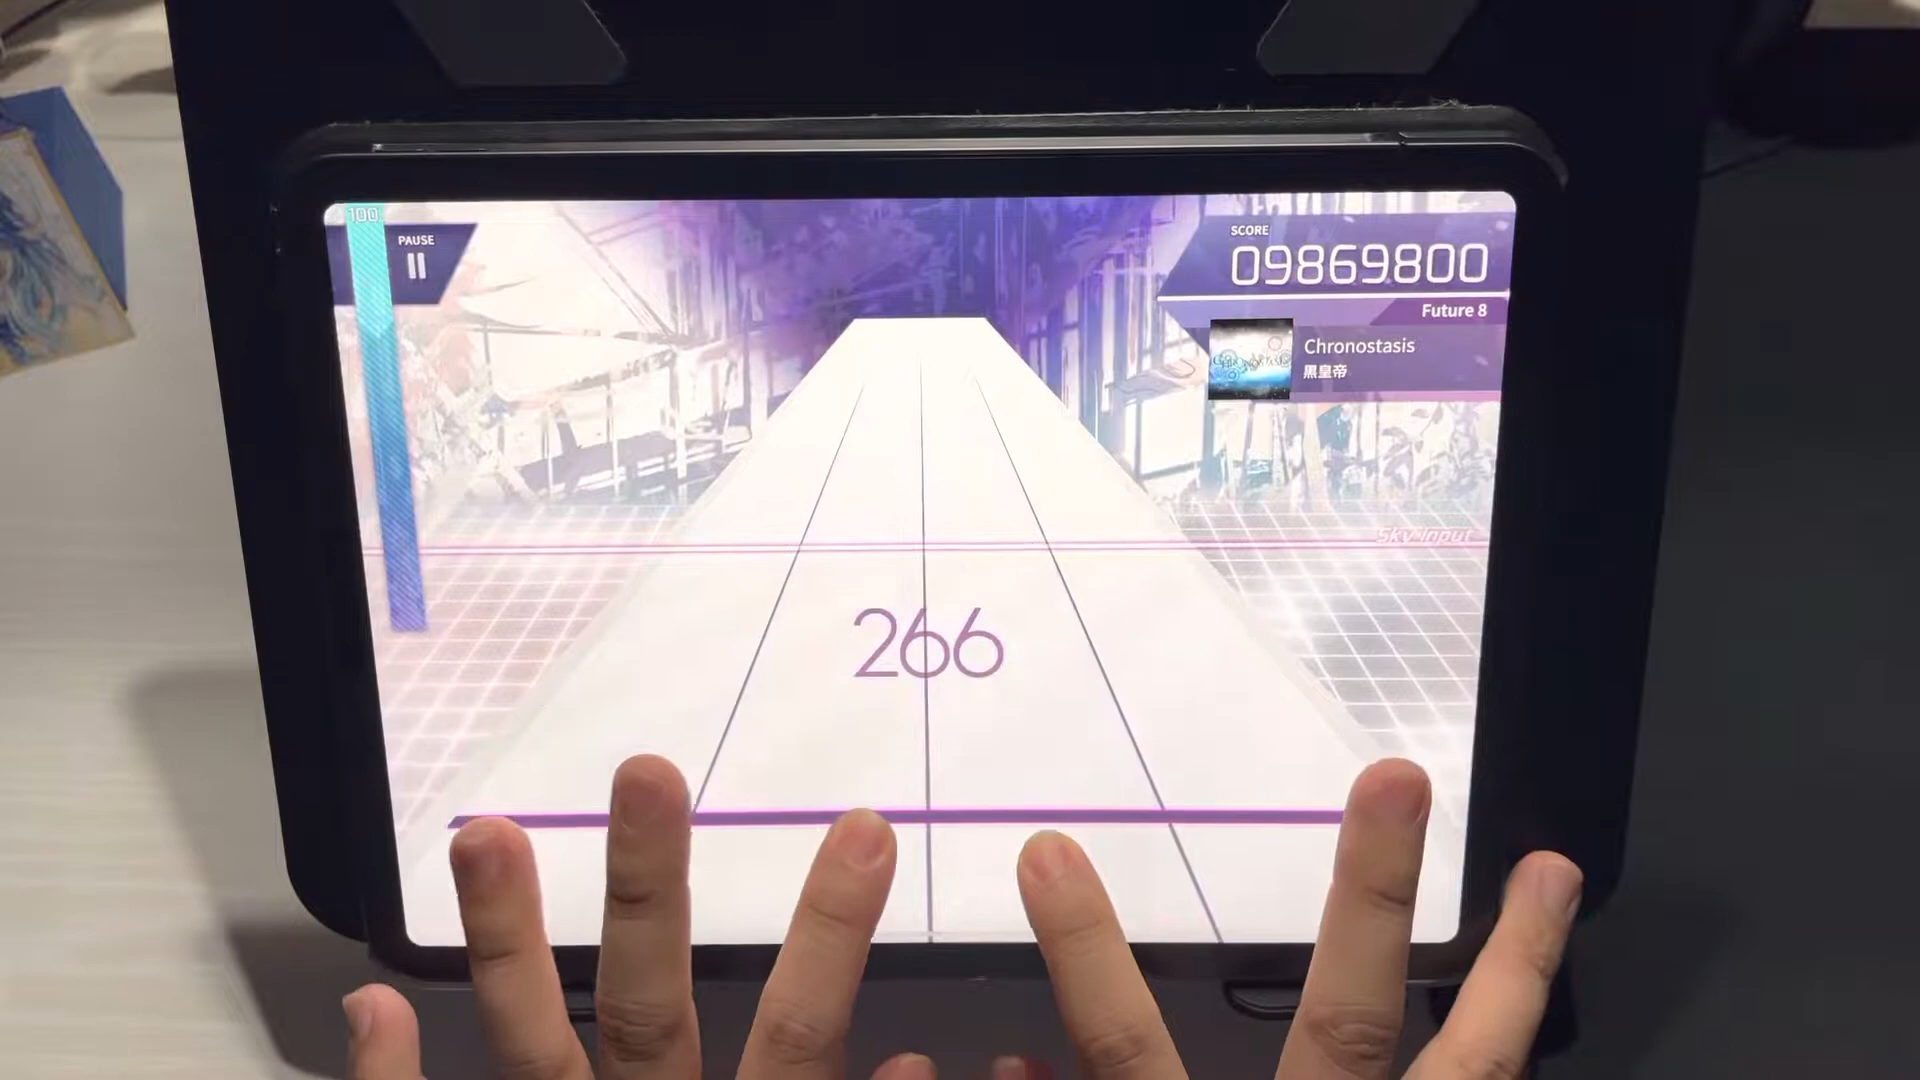 100
PAUSE
SCORE
09869800
Future 8
Chronostasis
黒皇帝
Sky Input
266